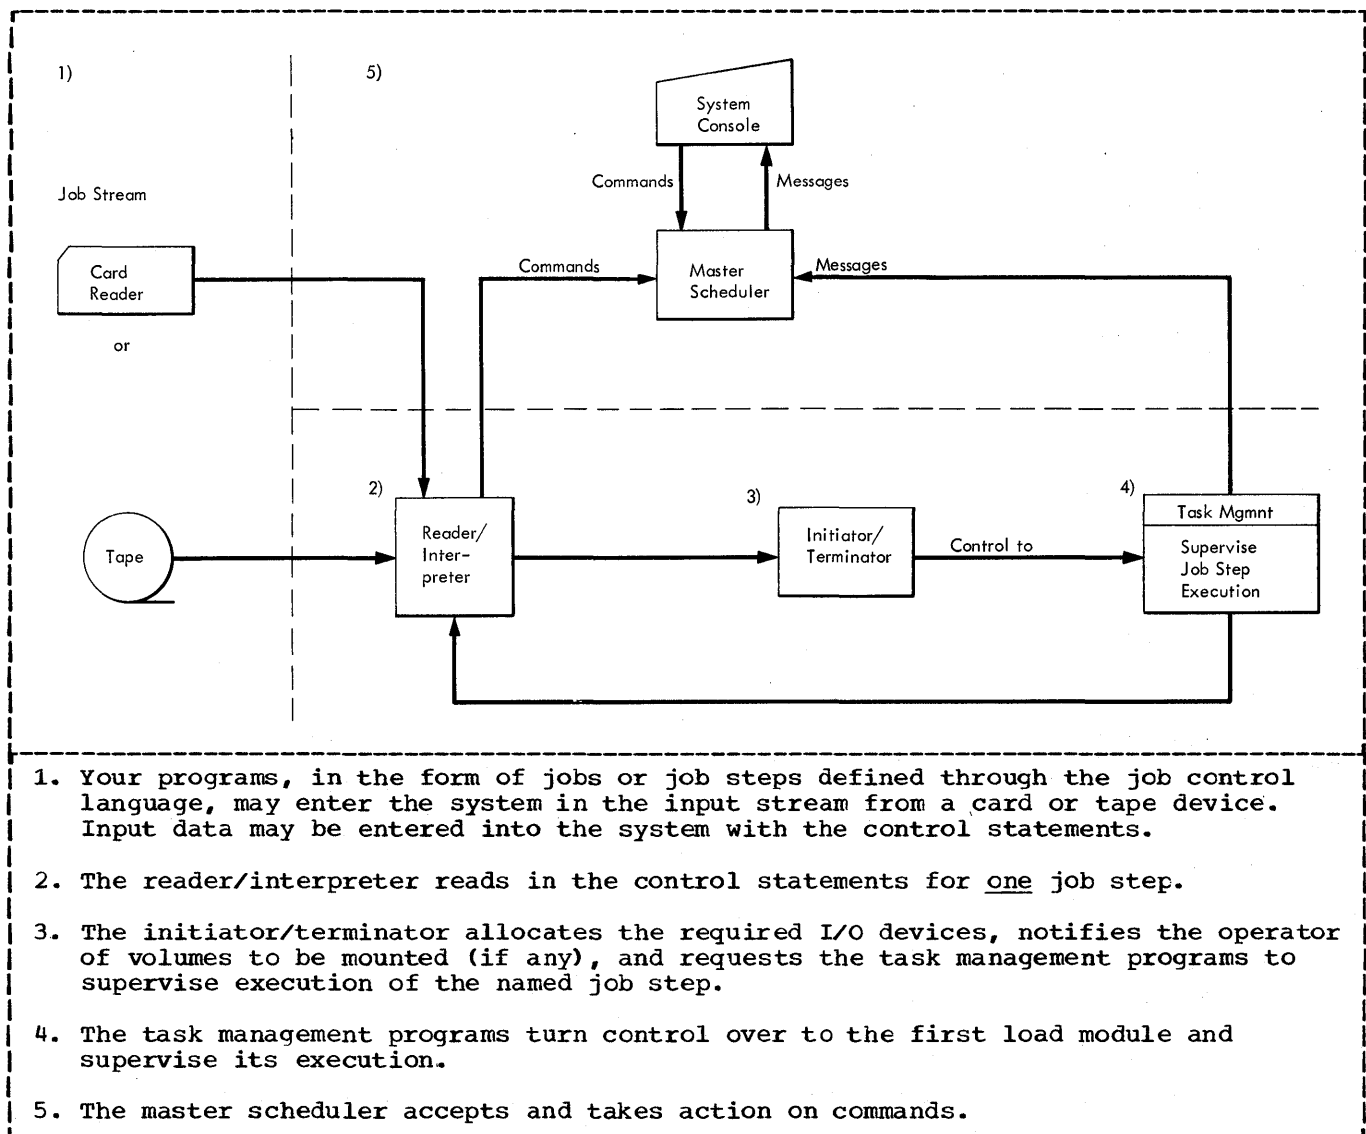 1)
5)
System
Console
Commands
Messages
Job Stream
Card
Reader
Commands
Master
Scheduler
Messages
or
2)
3)
4)
Tape
Reader/
Inter-
preter
Initiator/
Terminator
Control to
Task Mgmnt
Supervise
Job Step
Execution
1. Your programs, in the form of jobs or job steps defined through the job control
language, may enter the system in the input stream from a card or tape device.
Input data may be entered into the system with the control statements.
2. The reader/interpreter reads in the control statements for one job step.
3. The initiator/terminator allocates the required I/O devices, notifies the operator
of volumes to be mounted (if any), and requests the task management programs to
supervise execution of the named job step.
4. The task management programs turn control over to the first load module and
supervise its execution.
5. The master scheduler accepts and takes action on commands.